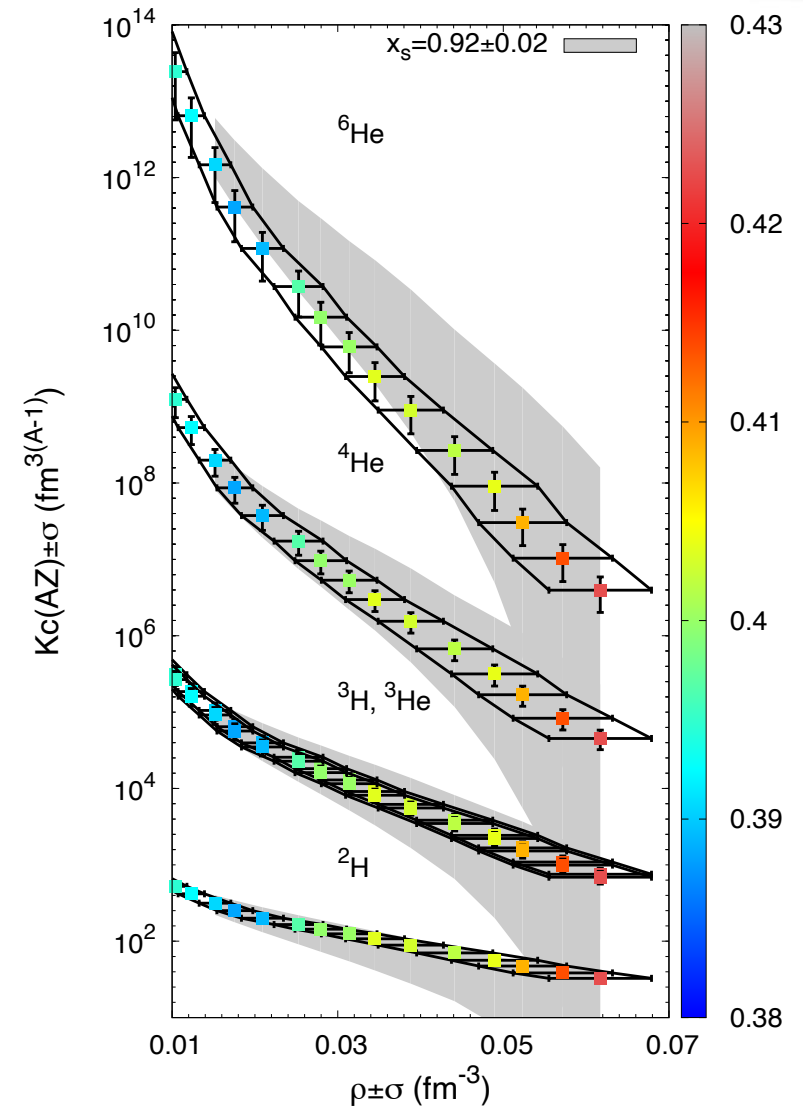 x_s=0.92±0.02
Kc(AZ)±σ (fm^3(A-1))
10^14
10^12
10^10
10^8
10^6
10^4
10^2
^6He
^4He
^3H, ^3He
^2H
0.01 0.03 0.05 0.07
ρ±σ (fm^-3)
0.43
0.42
0.41
0.4
0.39
0.38